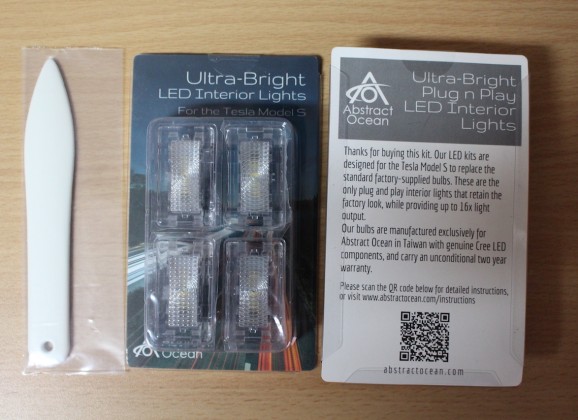 Ultra-Bright
LED Interior Lights
For the Tesla Model S
Ocean
Abstract
Ocean
Ultra-Bright
Plug n Play
LED Interior
Lights
Thanks for buying this kit. Our LED kits are
designed for the Tesla Model S to replace the
standard factory-supplied bulbs. These are the
only plug and play interior lights that retain the
factory look, while providing up to 16x light
output.
Our bulbs are manufactured exclusively for
Abstract Ocean in Taiwan with genuine Cree LED
components, and carry an unconditional two year
warranty.
Please scan the QR code below for detailed instructions,
or visit www.abstractocean.com/instructions
abstractocean.com